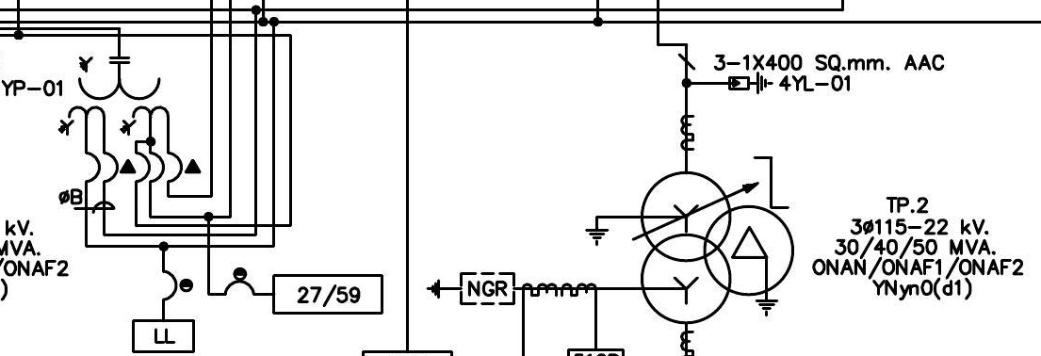 3-1X400 SQ.mm. AAC
4YL-01
YP-01
øB
kV.
MVA.
/ONAF2
)
TP.2
3ø115-22 kV.
30/40/50 MVA.
ONAN/ONAF1/ONAF2
YNyn0(d1)
27/59
NGR
LL